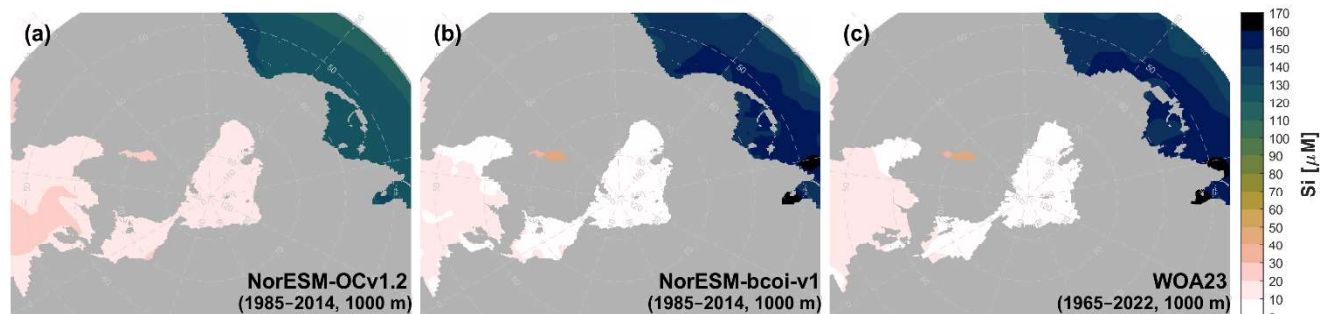 (a)
NorESM-OCv1.2
(1985–2014, 1000 m)
(b)
NorESM-bcoi-v1
(1985–2014, 1000 m)
(c)
WOA23
(1965–2022, 1000 m)
170
160
150
140
130
120
110
100
90
80
70
60
50
40
30
20
10
Si [μM]